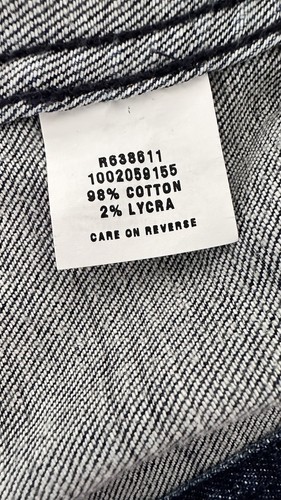 R638611
1002059155
98% COTTON
2% LYCRA
CARE ON REVERSE